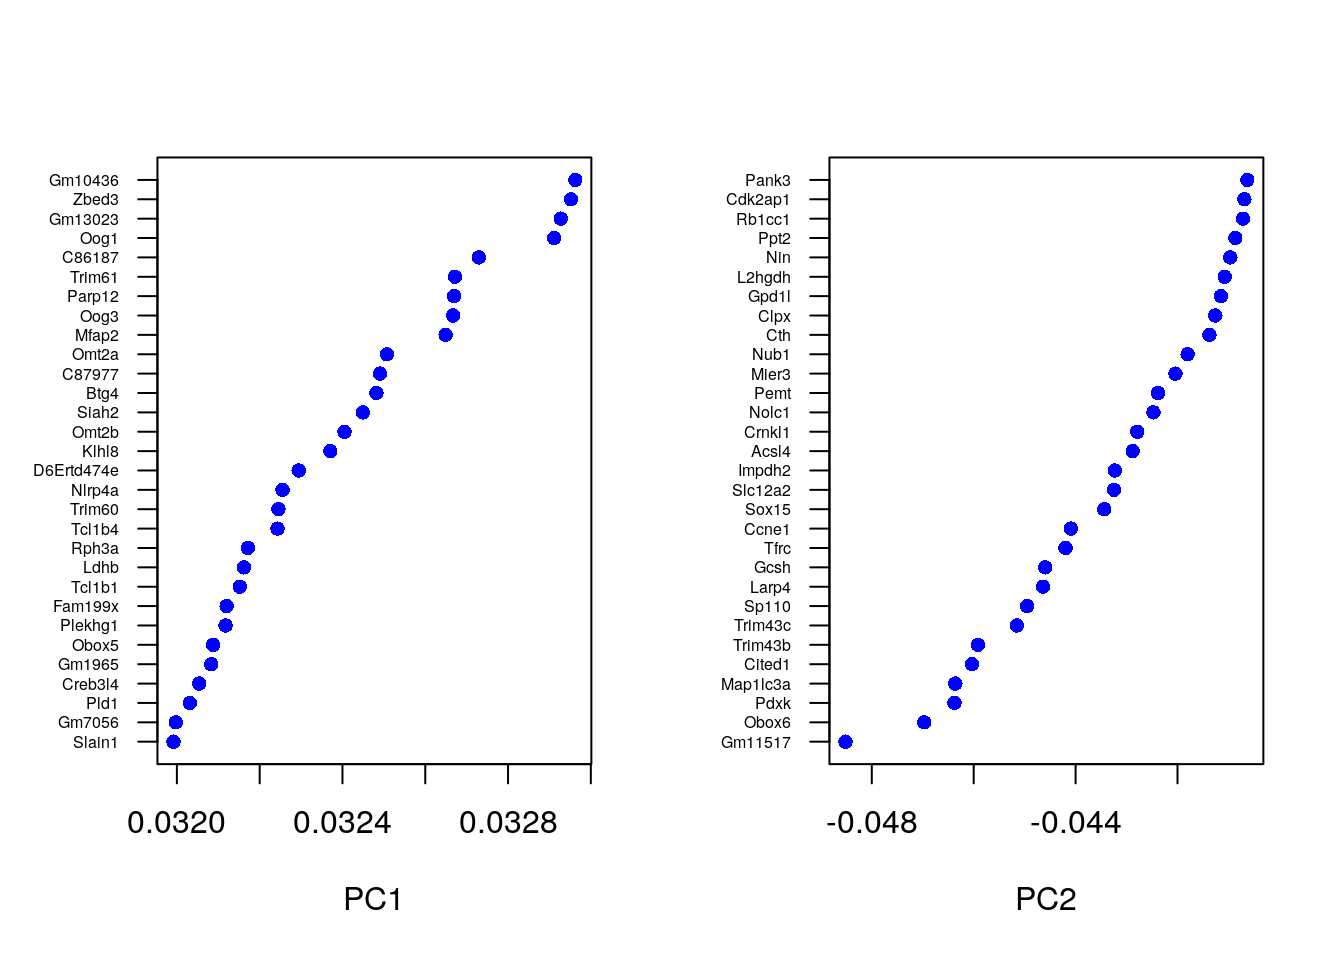 Gm10436
Zbed3
Gm13023
Oog1
C86187
Trim61
Parp12
Oog3
Mfap2
Omt2a
C87977
Btg4
Siah2
Omt2b
Klhl8
D6Ertd474e
Nlrp4a
Trim60
Tcl1b4
Rph3a
Ldhb
Tcl1b1
Fam199x
Plekhg1
Obox5
Gm1965
Creb3l4
Pld1
Gm7056
Slain1
0.0320 0.0324 0.0328
PC1
Pank3
Cdk2ap1
Rb1cc1
Ppt2
Nin
L2hgdh
Gpd1l
Clpx
Cth
Nub1
Mier3
Pemt
Nolc1
Crnkl1
Acsl4
Impdh2
Slc12a2
Sox15
Ccne1
Tfrc
Gcsh
Larp4
Sp110
Trim43c
Trim43b
Cited1
Map1lc3a
Pdxk
Obox6
Gm11517
-0.048 -0.044
PC2